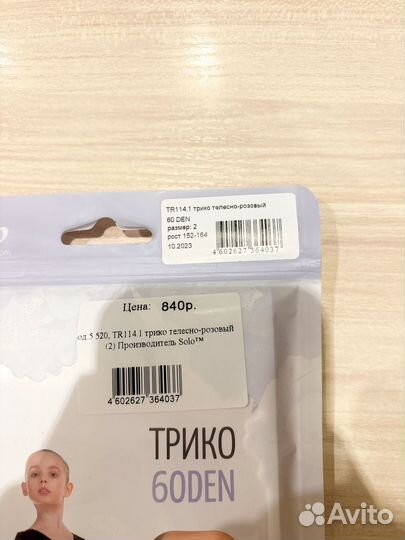 TR114.1 трико телесно-розовый
60 DEN
размер: 2
рост 152-164
10.2023
4 602627 364037
om
Цена: 840р.
од 5 520, TR114.1 трико телесно-розовый
(2) Производитель Solo™
4 602627 364037
ТРИКО
60DEN
Avito